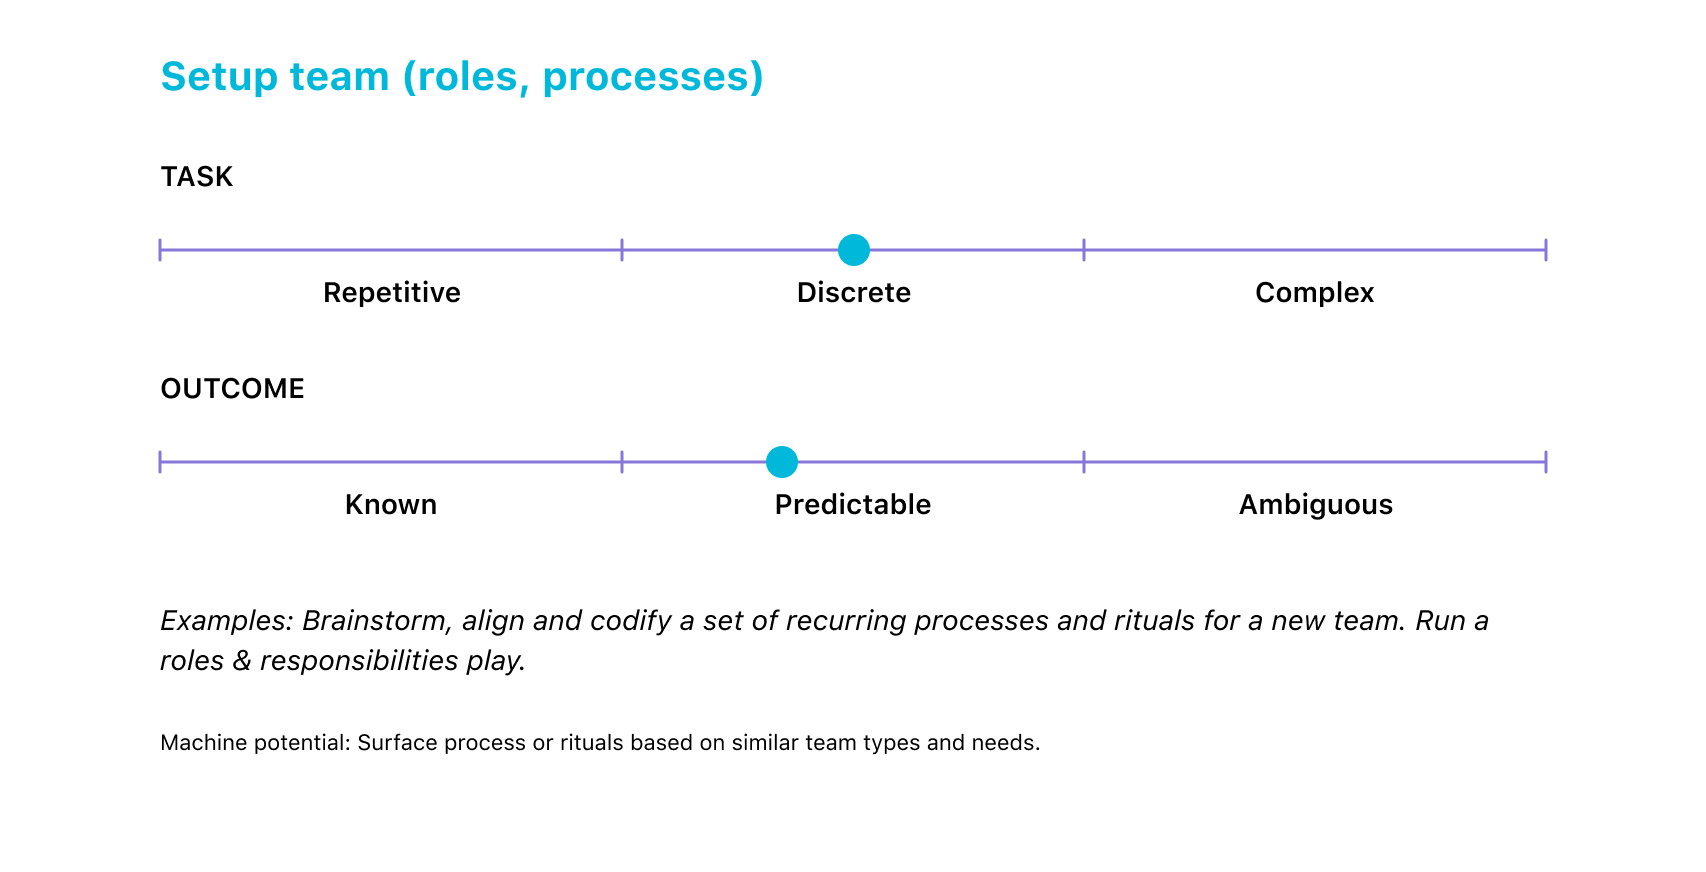 Setup team (roles, processes)
TASK
Repetitive
Discrete
Complex
OUTCOME
Known
Predictable
Ambiguous
Examples: Brainstorm, align and codify a set of recurring processes and rituals for a new team. Run a
roles & responsibilities play.
Machine potential: Surface process or rituals based on similar team types and needs.